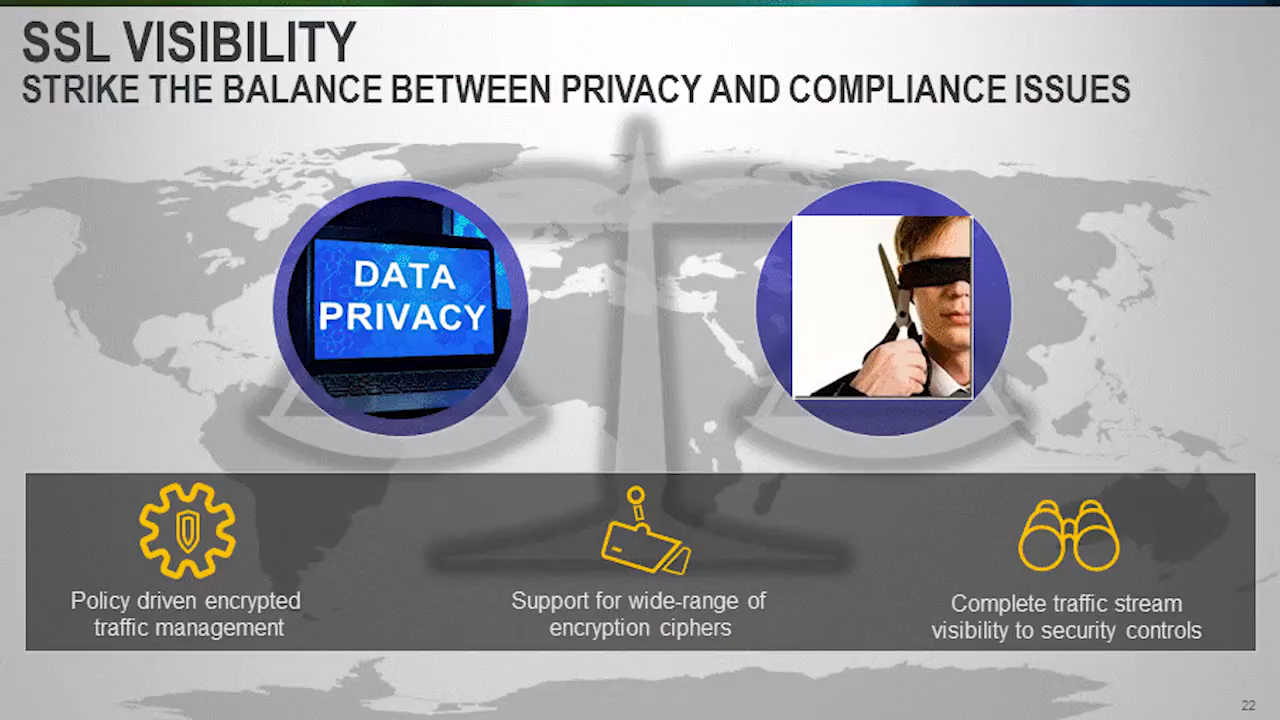 SSL VISIBILITY
STRIKE THE BALANCE BETWEEN PRIVACY AND COMPLIANCE ISSUES
DATA
PRIVACY
Policy driven encrypted
traffic management
Support for wide-range of
encryption ciphers
Complete traffic stream
visibility to security controls
22